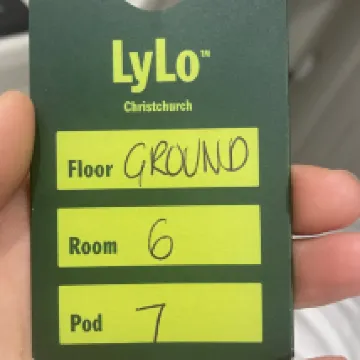 LyLo™
Christchurch
Floor GROUND
Room 6
Pod 7